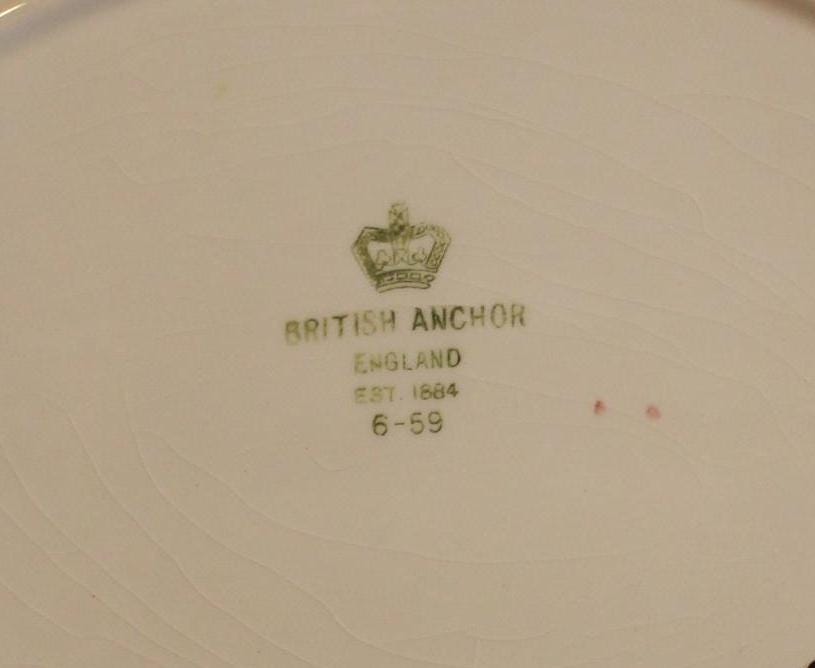 BRITISH ANCHOR
ENGLAND
EST. 1884
6-59